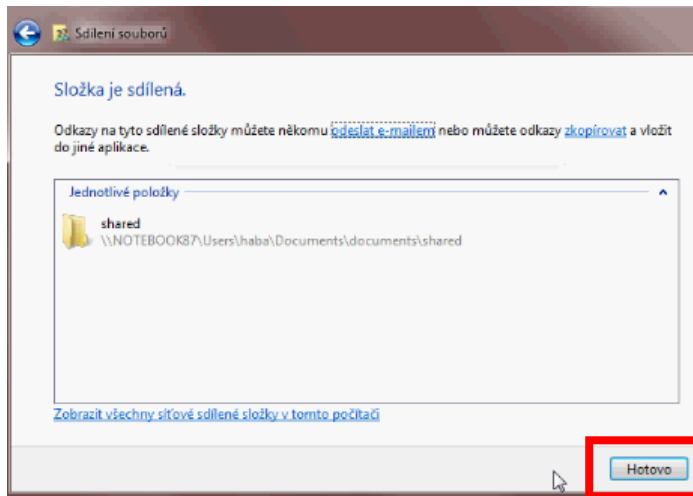 Sdílení souborů
Složka je sdílená.
Odkazy na tyto sdílené složky můžete někomu odeslat e-mailem nebo můžete odkazy zkopírovat a vložit
do jiné aplikace.
Jednotlivé položky
shared
\\NOTEBOOK87\Users\haba\Documents\documents\shared
Zobrazit všechny síťové sdílené složky v tomto počítači
Hotovo